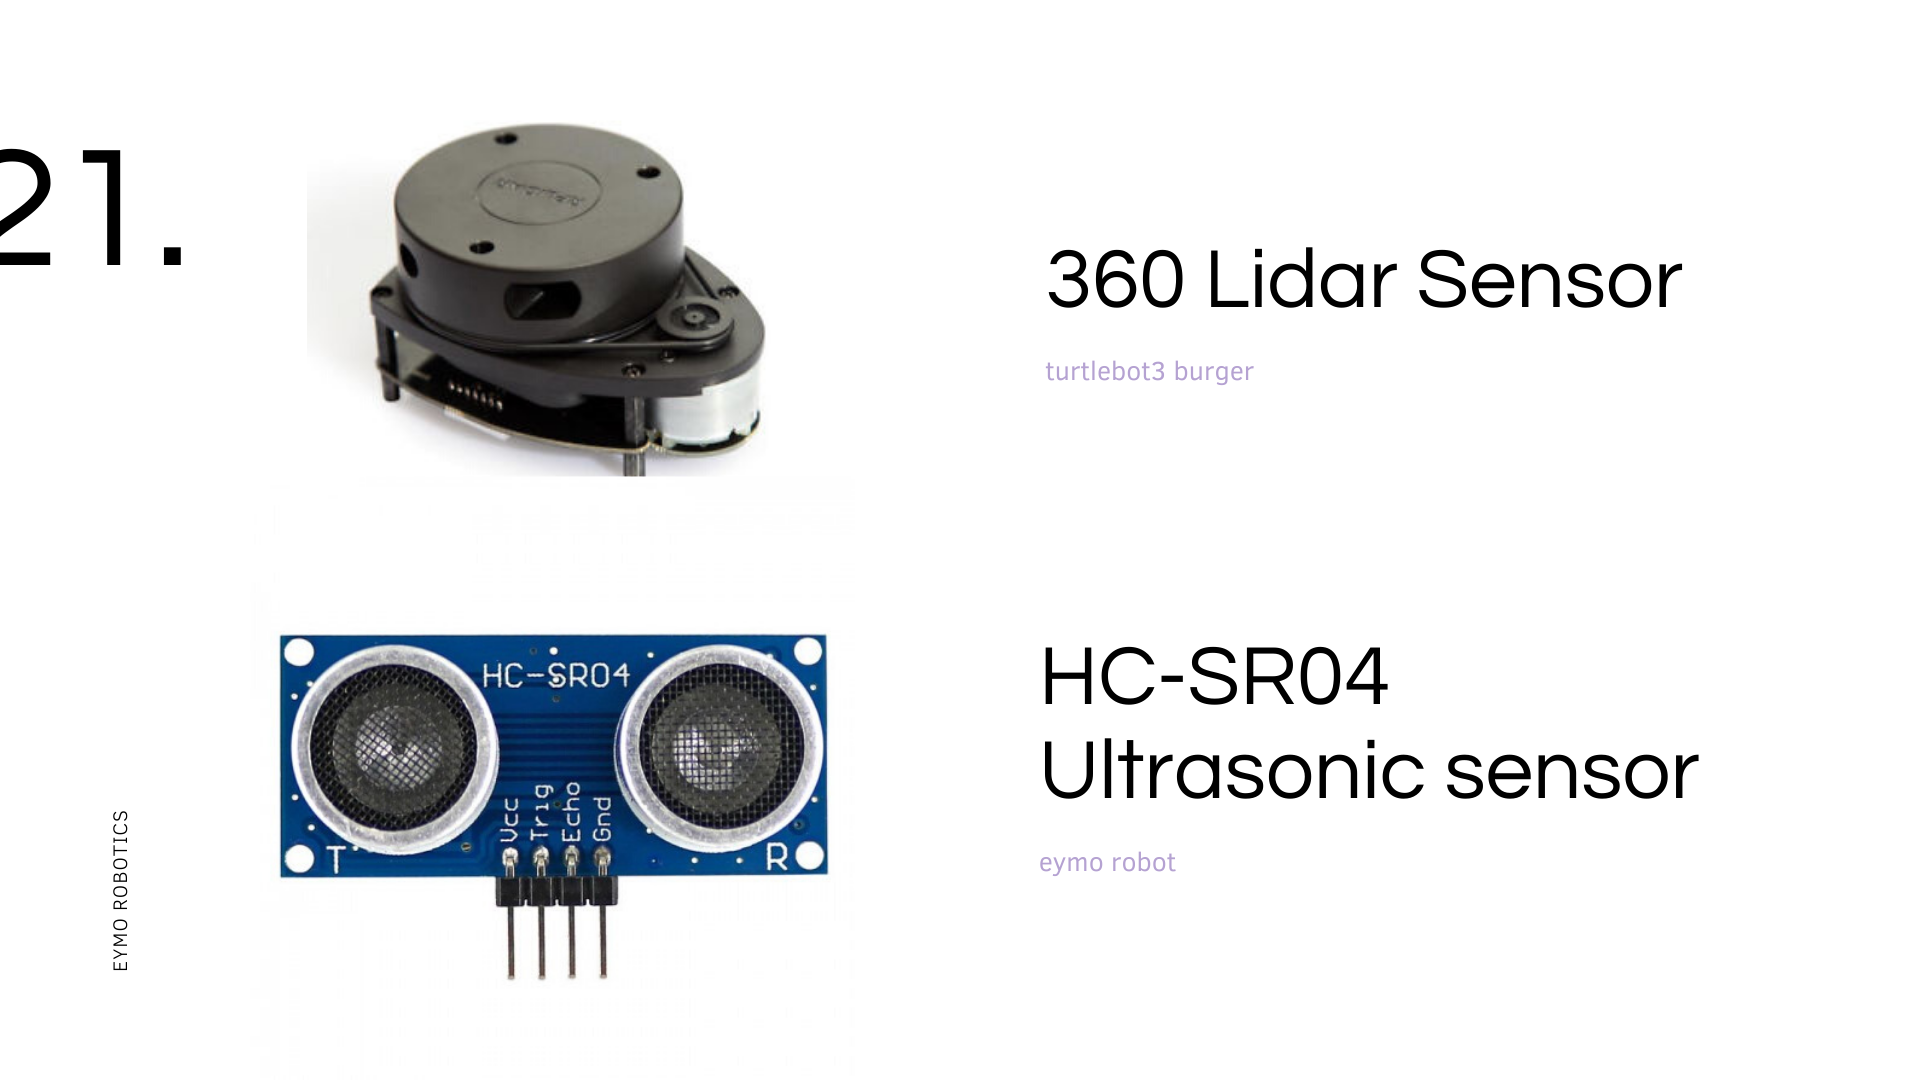 21.
360 Lidar Sensor
turtlebot3 burger
HC-SR04
Vcc
Trig
Echo
Gnd
T
R
HC-SR04
Ultrasonic sensor
eymo robot
EYMO ROBOTICS